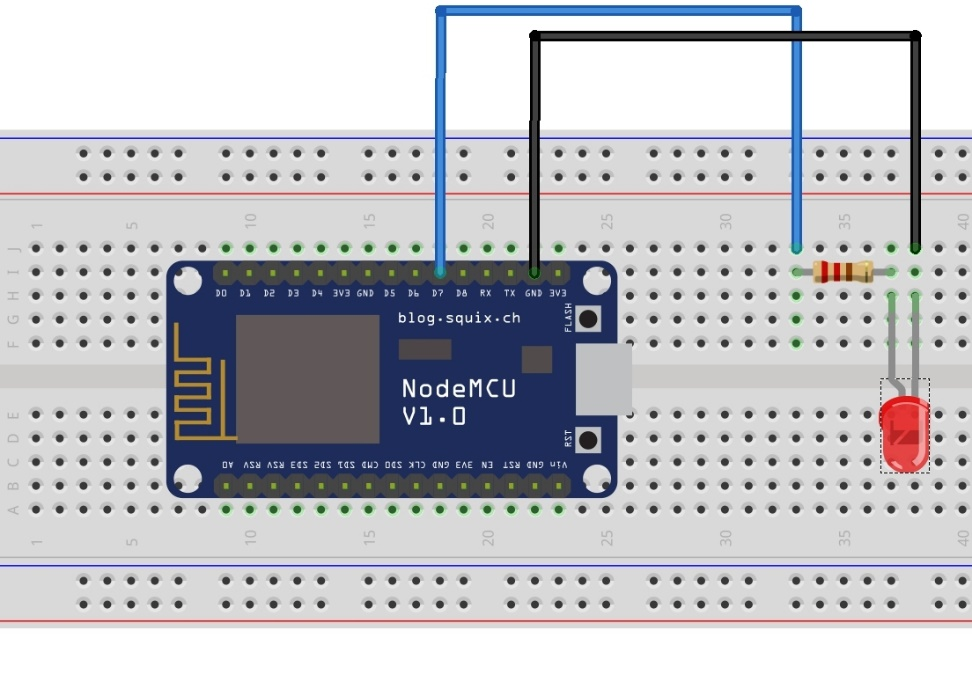 1 5 10 15 20 25 30 35 40
J
I
H
G
F
D0 D1 D2 D3 D4 3V3 GND D5 D6 D7 D8 RX TX GND 3V3
blog.squix.ch
FLASH
NodeMCU
V1.0
RST
A0 RSV RSV SD3 SD2 SD1 CMD SD0 CLK GND 3V3 EN RST GND Vin
E
D
C
B
A
1 5 10 15 20 25 30 35 40